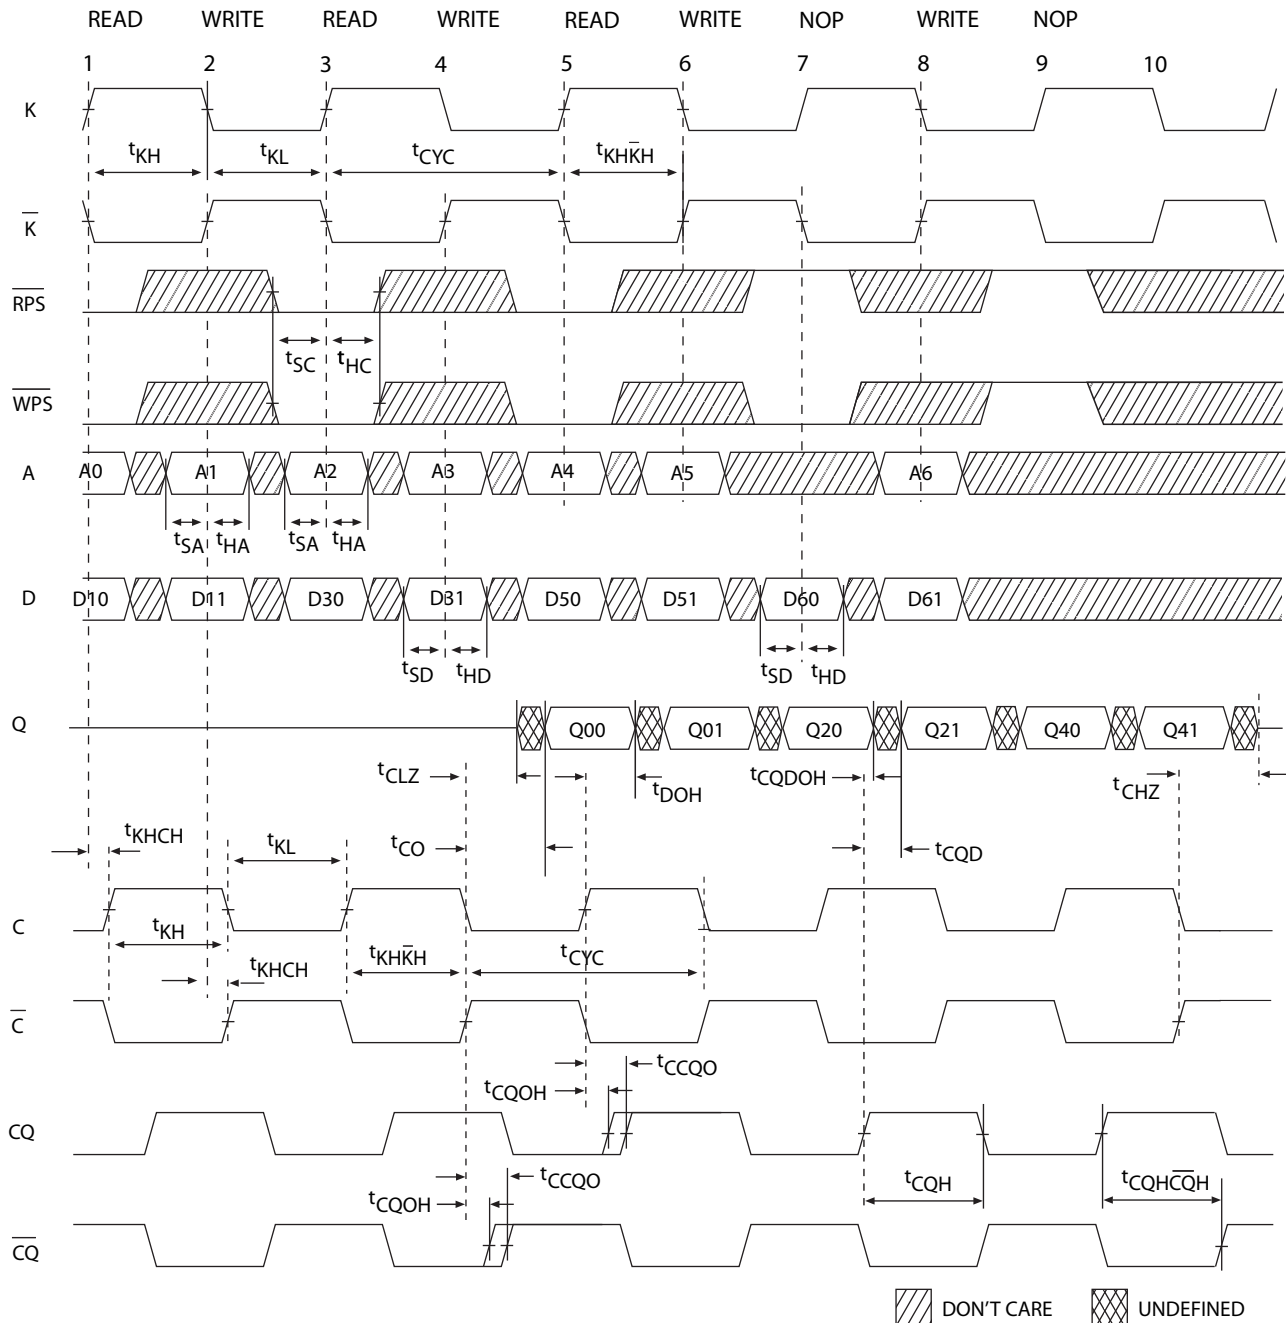 READ WRITE READ WRITE READ WRITE NOP WRITE NOP
1 2 3 4 5 6 7 8 9 10
K
tKH tKL tCYC tKHK̅H
K̅
R̅P̅S̅
tSC tHC
W̅P̅S̅
A A0 A1 A2 A3 A4 A5 A6
tSA tHA tSA tHA
D D10 D11 D30 D31 D50 D51 D60 D61
tSD tHD tSD tHD
Q Q00 Q01 Q20 Q21 Q40 Q41
tCLZ tDOH tCQDOH tCHZ
tKHCH tKL tCO tCQD
C
tKH tKHK̅H tCYC
tKHCH
C̅
tCCQO
tCQOH
CQ
tCCQO tCQH tCQHC̅Q̅H
tCQOH
C̅Q̅
DON'T CARE UNDEFINED